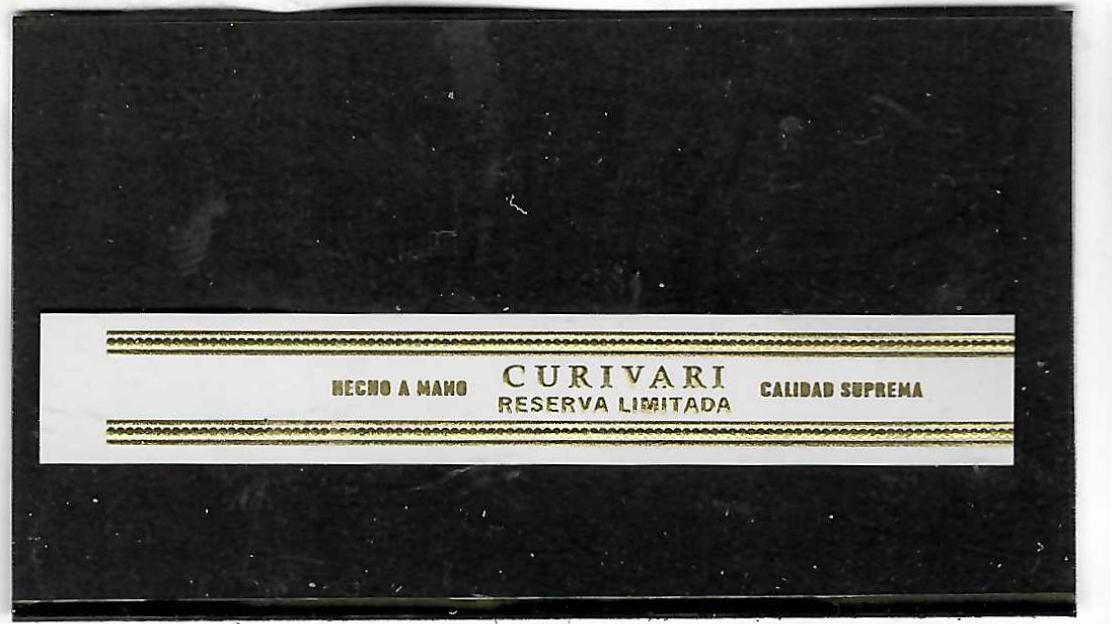 HECHO A MANO
CURIVARI
RESERVA LIMITADA
CALIDAD SUPREMA